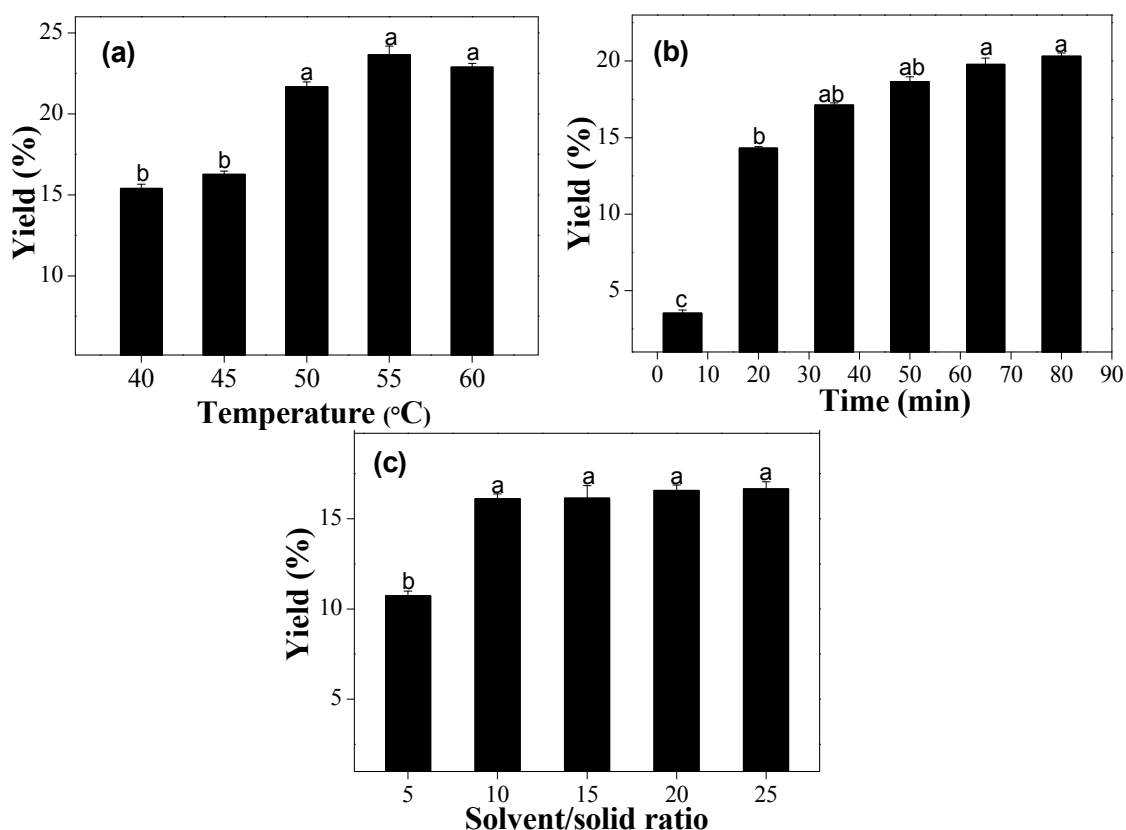 (a)
25
20
15
10
Yield (%)
b
b
a
a
a
40 45 50 55 60
Temperature (°C)
(b)
20
15
10
5
Yield (%)
c
b
ab
ab
a
a
0 10 20 30 40 50 60 70 80 90
Time (min)
(c)
15
10
5
Yield (%)
b
a
a
a
a
5 10 15 20 25
Solvent/solid ratio